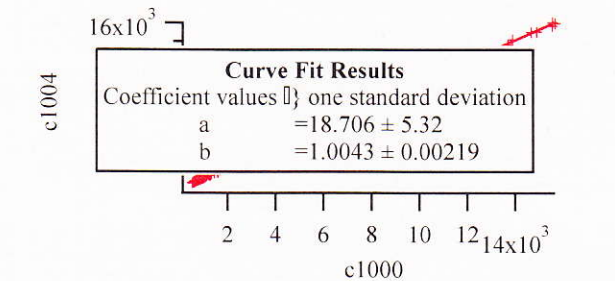 16x10³
c1004
Curve Fit Results
Coefficient values } one standard deviation
a =18.706 ± 5.32
b =1.0043 ± 0.00219
2 4 6 8 10 12 14x10³
c1000